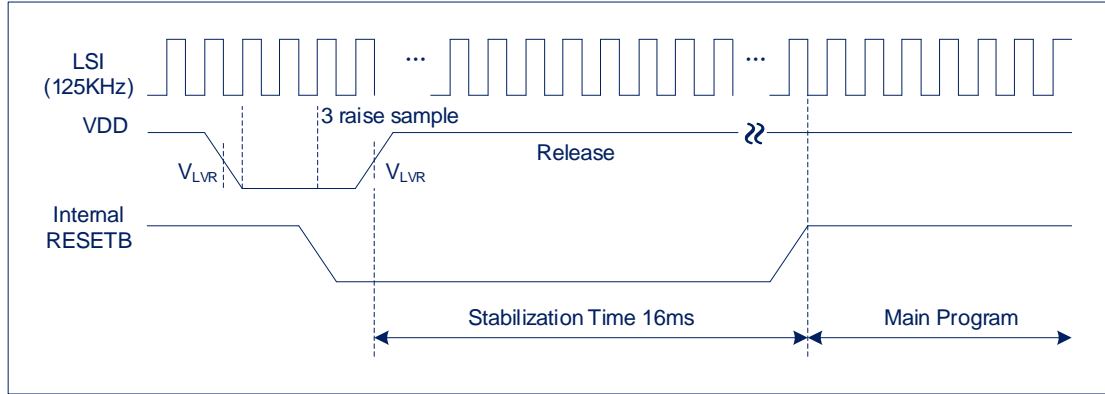 LSI
(125KHz)
...
...
3 raise sample
VDD
VLVR
VLVR
Release
Internal
RESETB
Stabilization Time 16ms
Main Program